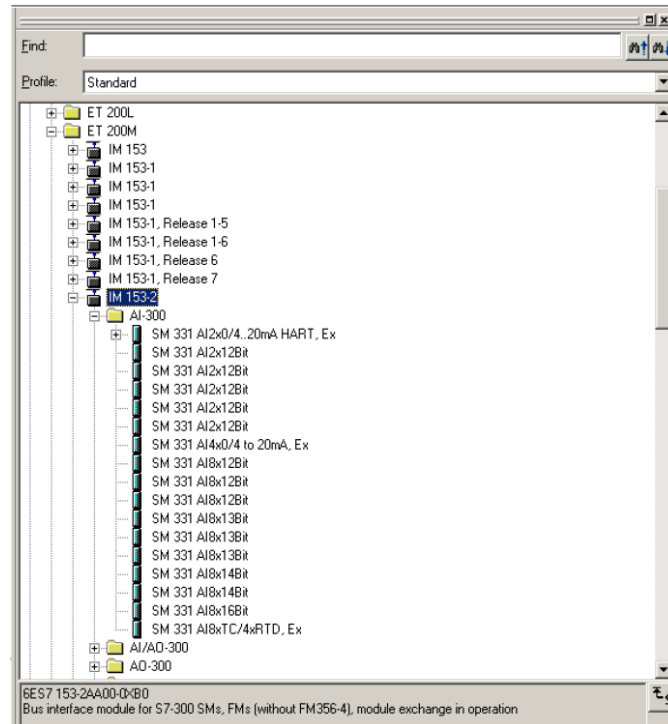 Find:
Profile: Standard
ET 200L
ET 200M
IM 153
IM 153-1
IM 153-1
IM 153-1
IM 153-1, Release 1-5
IM 153-1, Release 1-6
IM 153-1, Release 6
IM 153-1, Release 7
IM 153-2
AI-300
SM 331 AI2x0/4..20mA HART, Ex
SM 331 AI2x12Bit
SM 331 AI2x12Bit
SM 331 AI2x12Bit
SM 331 AI2x12Bit
SM 331 AI2x12Bit
SM 331 AI4x0/4 to 20mA, Ex
SM 331 AI8x12Bit
SM 331 AI8x12Bit
SM 331 AI8x12Bit
SM 331 AI8x13Bit
SM 331 AI8x13Bit
SM 331 AI8x13Bit
SM 331 AI8x14Bit
SM 331 AI8x14Bit
SM 331 AI8x16Bit
SM 331 AI8xTC/4xRTD, Ex
AI/AO-300
AO-300
6ES7 153-2AA00-0XB0
Bus interface module for S7-300 SMs, FMs (without FM356-4), module exchange in operation